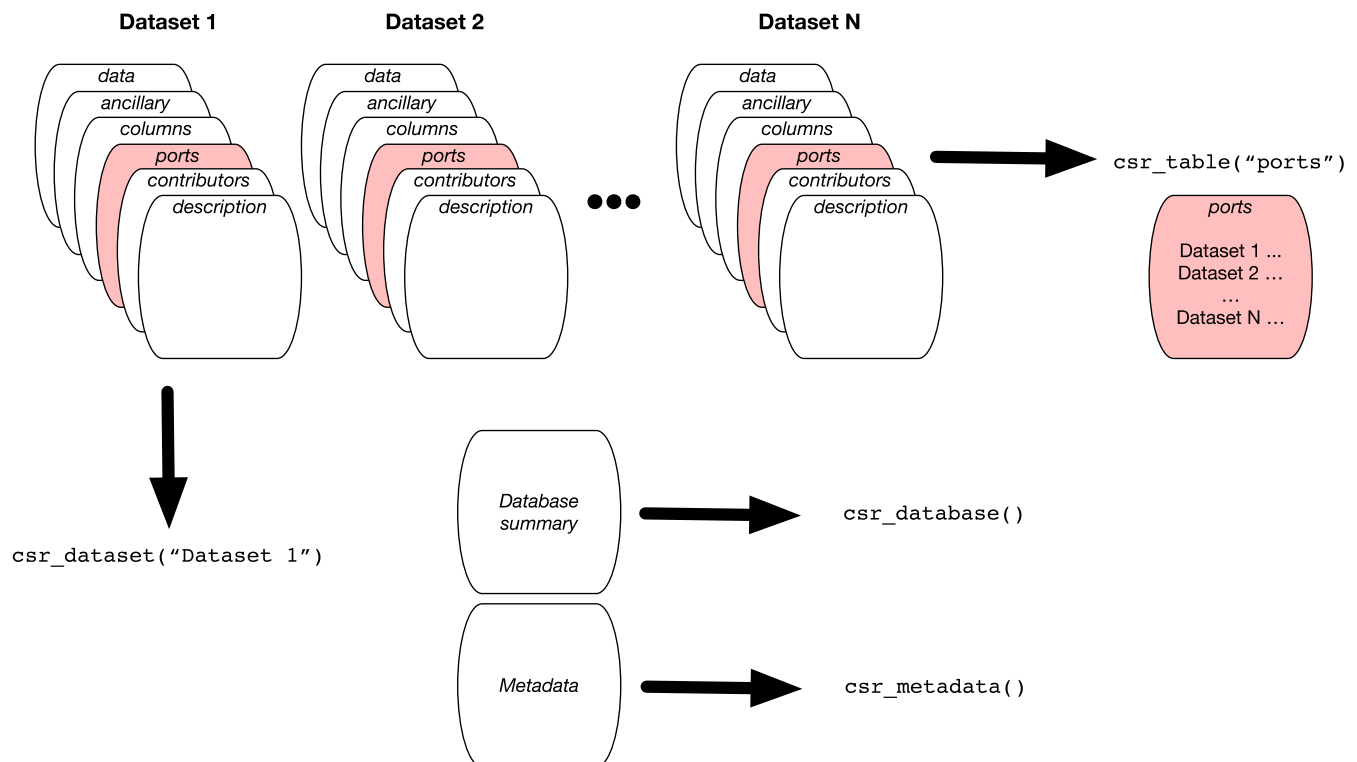 Dataset 1
Dataset 2
Dataset N
data
ancillary
columns
ports
contributors
description
data
ancillary
columns
ports
contributors
description
data
ancillary
columns
ports
contributors
description
csr_table(“ports”)
ports
Dataset 1 ...
Dataset 2 …
…
Dataset N …
csr_dataset(“Dataset 1”)
Database
summary
csr_database()
Metadata
csr_metadata()